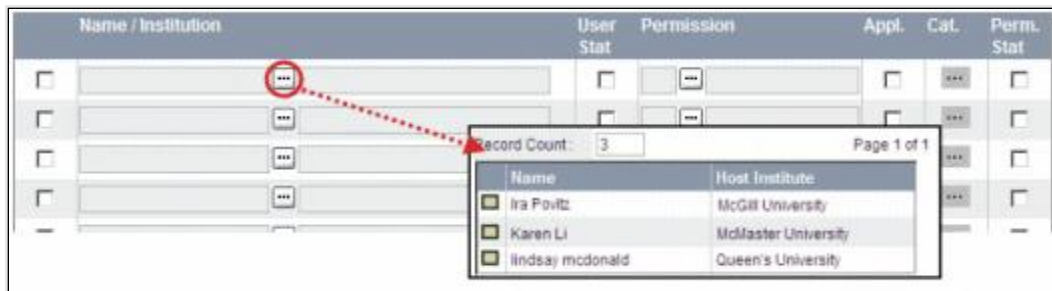 Name / Institution User Stat Permission Appl. Cat. Perm. Stat
Record Count: 3 Page 1 of 1
Name Host Institute
Ira Povitz McGill University
Karen Li McMaster University
lindsay mcdonald Queen's University